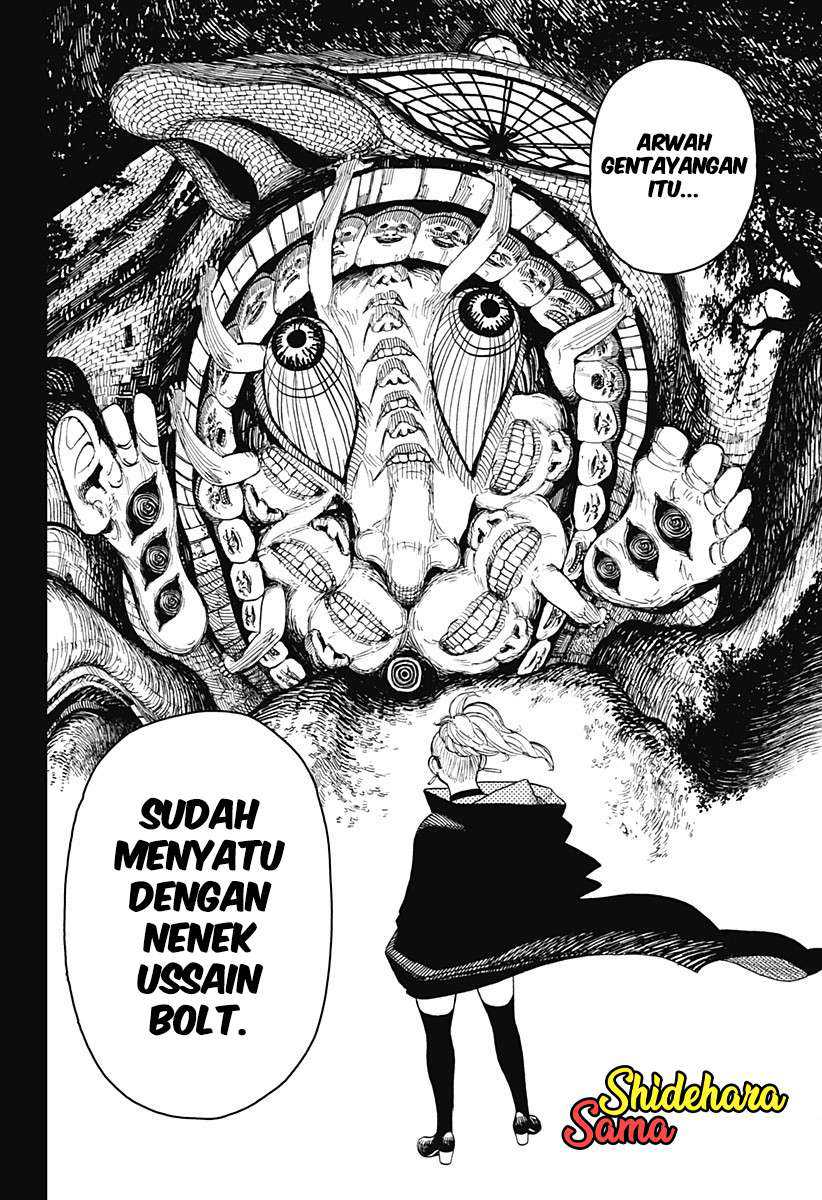 ARWAH
GENTAYANGAN
ITU...
SUDAH
MENYATU
DENGAN
NENEK
USSAIN
BOLT.
Shidehara
Sama